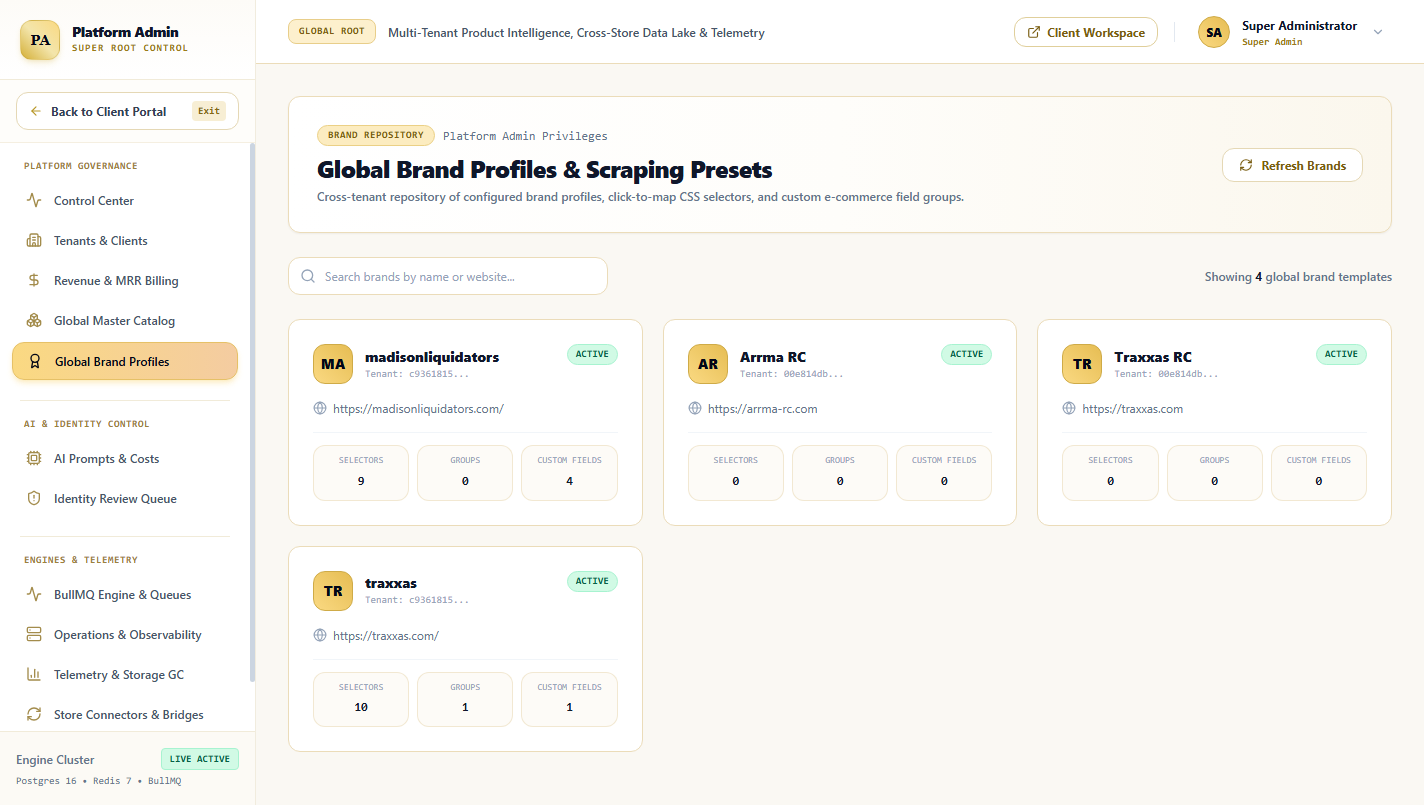 PA
Platform Admin
SUPER ROOT CONTROL
Back to Client Portal
Exit
PLATFORM GOVERNANCE
Control Center
Tenants & Clients
Revenue & MRR Billing
Global Master Catalog
Global Brand Profiles
AI & IDENTITY CONTROL
AI Prompts & Costs
Identity Review Queue
ENGINES & TELEMETRY
BullMQ Engine & Queues
Operations & Observability
Telemetry & Storage GC
Store Connectors & Bridges
Engine Cluster
LIVE ACTIVE
Postgres 16 • Redis 7 • BullMQ
GLOBAL ROOT
Multi-Tenant Product Intelligence, Cross-Store Data Lake & Telemetry
Client Workspace
SA
Super Administrator
Super Admin
BRAND REPOSITORY
Platform Admin Privileges
Global Brand Profiles & Scraping Presets
Cross-tenant repository of configured brand profiles, click-to-map CSS selectors, and custom e-commerce field groups.
Refresh Brands
Search brands by name or website...
Showing 4 global brand templates
MA
madisonliquidators
Tenant: c9361815...
ACTIVE
https://madisonliquidators.com/
SELECTORS
9
GROUPS
0
CUSTOM FIELDS
4
AR
Arrma RC
Tenant: 00e814db...
ACTIVE
https://arrma-rc.com
SELECTORS
0
GROUPS
0
CUSTOM FIELDS
0
TR
Traxxas RC
Tenant: 00e814db...
ACTIVE
https://traxxas.com
SELECTORS
0
GROUPS
0
CUSTOM FIELDS
0
TR
traxxas
Tenant: c9361815...
ACTIVE
https://traxxas.com/
SELECTORS
10
GROUPS
1
CUSTOM FIELDS
1